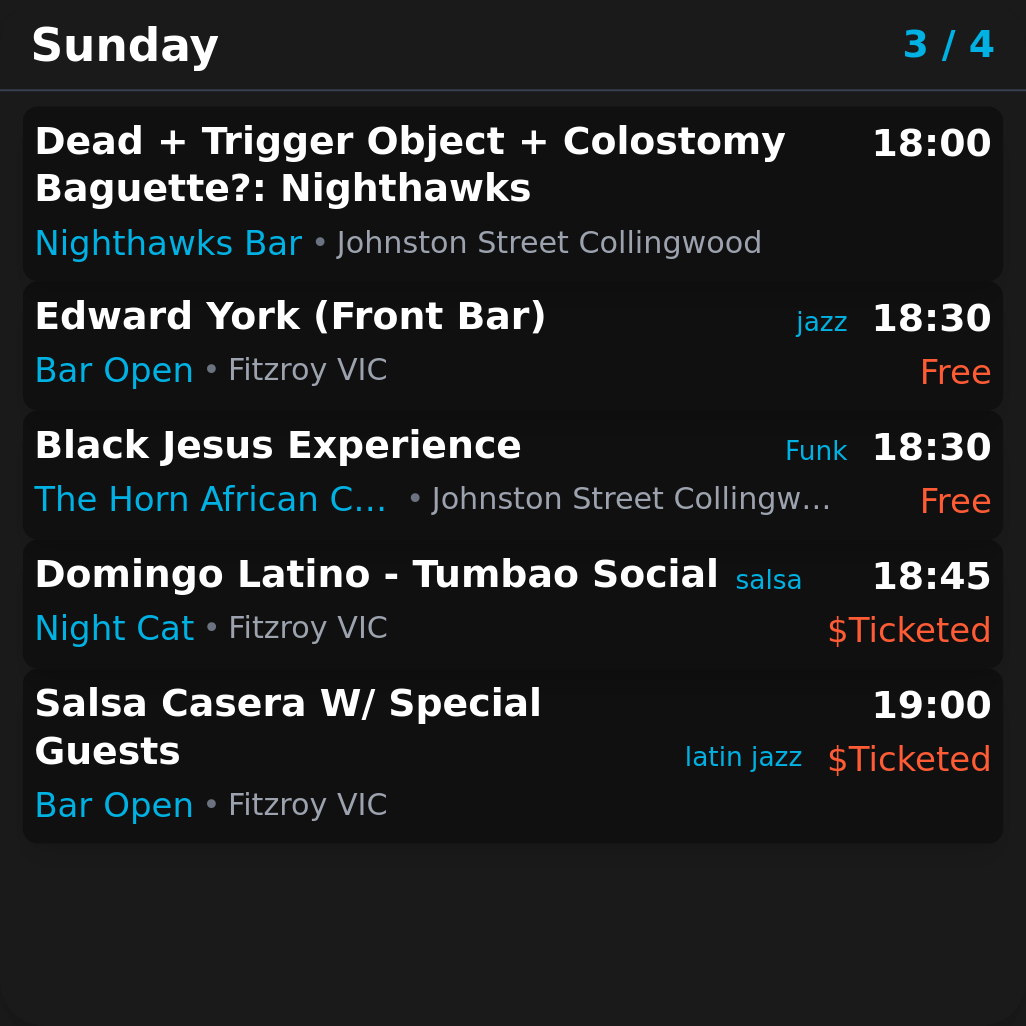 Sunday 3 / 4
Dead + Trigger Object + Colostomy 18:00
Baguette?: Nighthawks
Nighthawks Bar • Johnston Street Collingwood
Edward York (Front Bar) jazz 18:30
Bar Open • Fitzroy VIC Free
Black Jesus Experience Funk 18:30
The Horn African C... • Johnston Street Collingw... Free
Domingo Latino - Tumbao Social salsa 18:45
Night Cat • Fitzroy VIC $Ticketed
Salsa Casera W/ Special 19:00
Guests latin jazz $Ticketed
Bar Open • Fitzroy VIC